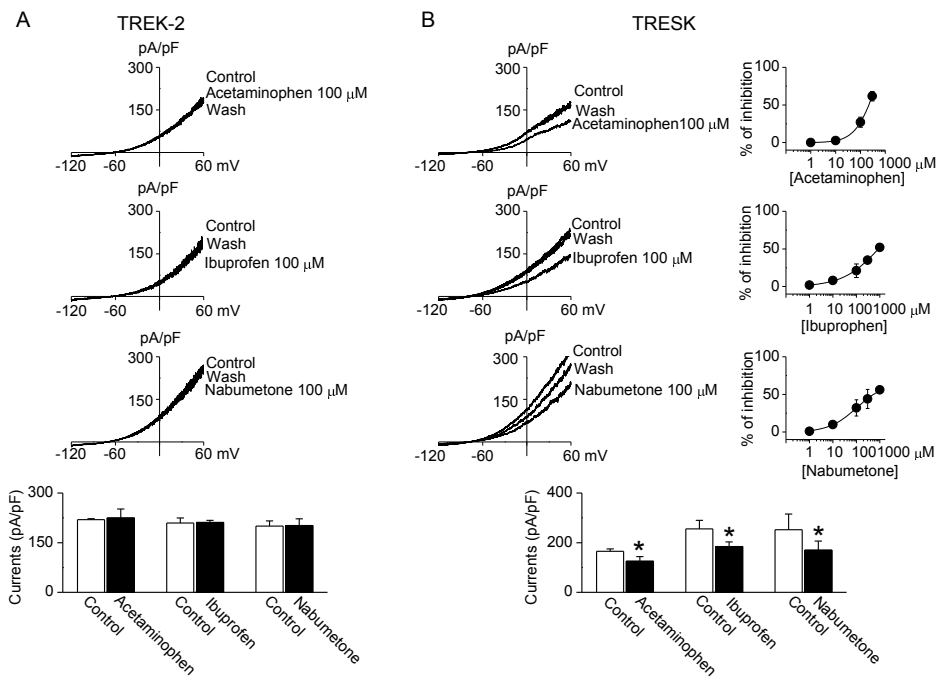 A
TREK-2
pA/pF
300
150
Control
Acetaminophen 100 μM
Wash
-120
-60
60 mV
pA/pF
300
150
Control
Wash
Ibuprofen 100 μM
-120
-60
60 mV
pA/pF
300
150
Control
Wash
Nabumetone 100 μM
-120
-60
60 mV
Currents (pA/pF)
300
150
0
Control
Acetaminophen
Control
Ibuprofen
Control
Nabumetone
B
TRESK
pA/pF
300
150
Control
Wash
Acetaminophen100 μM
-120
-60
60 mV
% of inhibition
100
50
0
1 10 100 1000 μM
[Acetaminophen]
pA/pF
300
150
Control
Wash
Ibuprofen 100 μM
-120
-60
60 mV
% of inhibition
100
50
0
1 10 1003001000 μM
[Ibuprophen]
pA/pF
300
150
Control
Wash
Nabumetone 100 μM
-120
-60
60 mV
% of inhibition
100
50
0
1 10 1003001000 μM
[Nabumetone]
Currents (pA/pF)
400
200
0
*
*
*
Control
Acetaminophen
Control
Ibuprofen
Control
Nabumetone